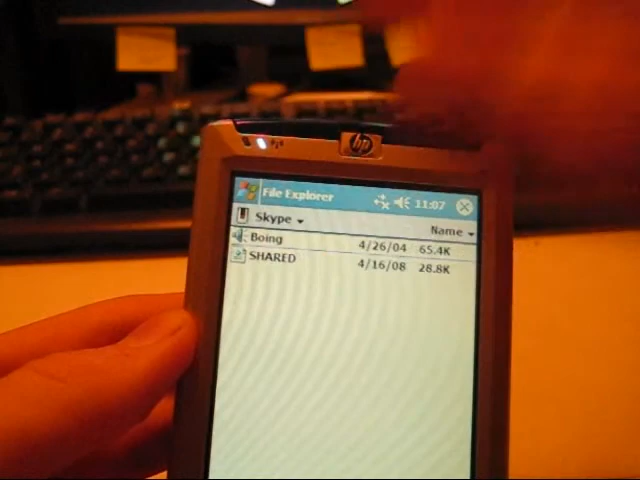 hp
File Explorer 11:07
Skype
Name
Boing 4/26/04 65.4K
SHARED 4/16/08 28.8K